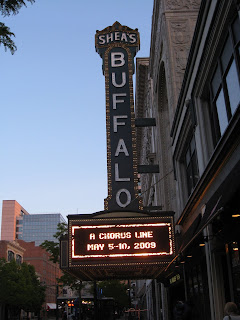 SHEA'S
BUFFALO
A CHORUS LINE
MAY 5-10, 2009